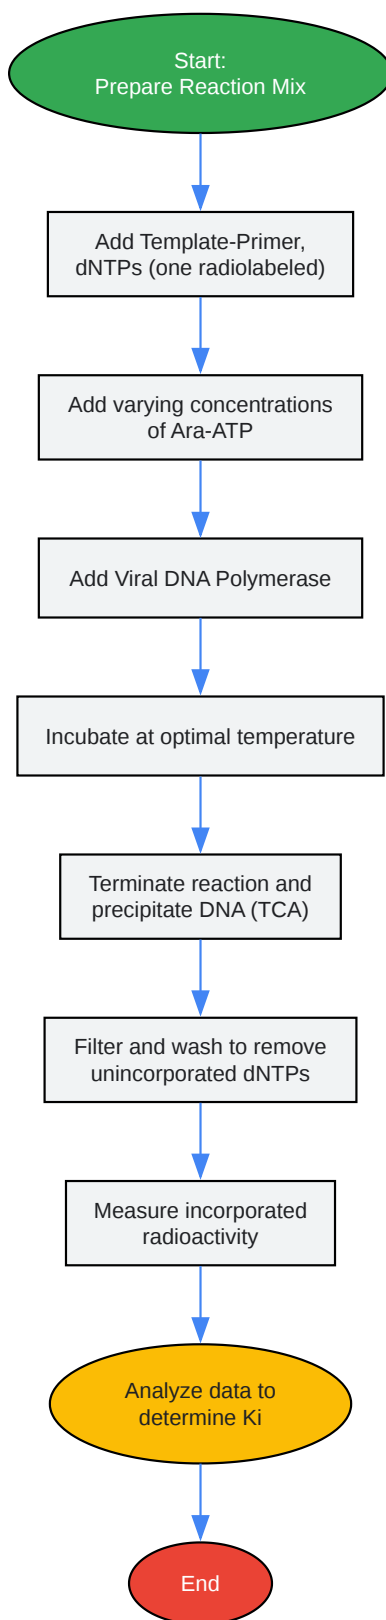 Start:
Prepare Reaction Mix
Add Template-Primer,
dNTPs (one radiolabeled)
Add varying concentrations
of Ara-ATP
Add Viral DNA Polymerase
Incubate at optimal temperature
Terminate reaction and
precipitate DNA (TCA)
Filter and wash to remove
unincorporated dNTPs
Measure incorporated
radioactivity
Analyze data to
determine Ki
End